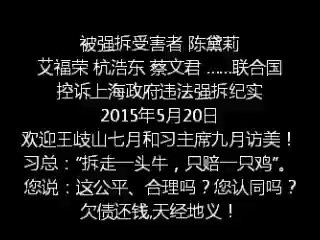 被强拆受害者 陈黛莉
艾福荣 杭浩东 蔡文君 ……联合国
控诉上海政府违法强拆纪实
2015年5月20日
欢迎王岐山七月和习主席九月访美！
习总：“拆走一头牛，只赔一只鸡”。
您说：这公平、合理吗？您认同吗？
欠债还钱,天经地义！